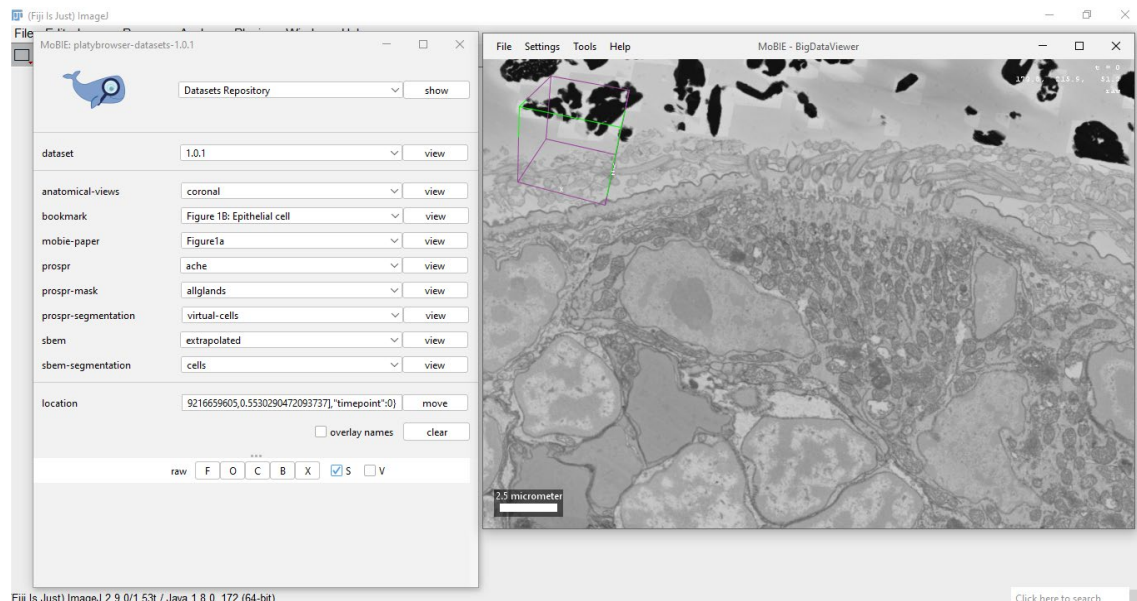 (Fiji Is Just) ImageJ
File
MoBIE: platybrowser-datasets-1.0.1
Datasets Repository show
dataset 1.0.1 view
anatomical-views coronal view
bookmark Figure 1B: Epithelial cell view
mobie-paper Figure1a view
prospr ache view
prospr-mask allglands view
prospr-segmentation virtual-cells view
sbem extrapolated view
sbem-segmentation cells view
location 9216659605,0.5530290472093737],"timepoint":0} move
overlay names clear
raw F O C B X S V
File Settings Tools Help MoBIE - BigDataViewer
t = 0
raw
2.5 micrometer
Fiji Is Just) ImageJ 2.9.0/1.53t / Java 1.8.0_172 (64-bit)
Click here to search